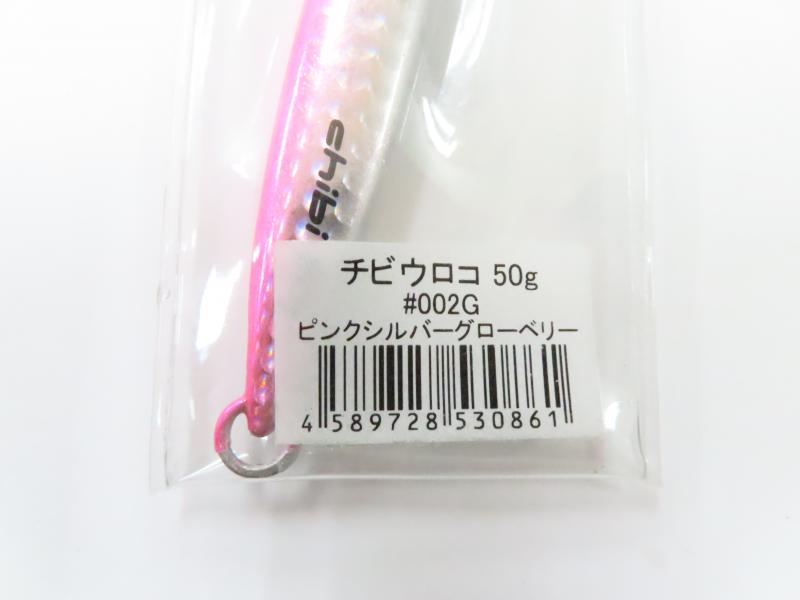 chibi
チビウロコ 50g
#002G
ピンクシルバーグローベリー
4 589728 530861